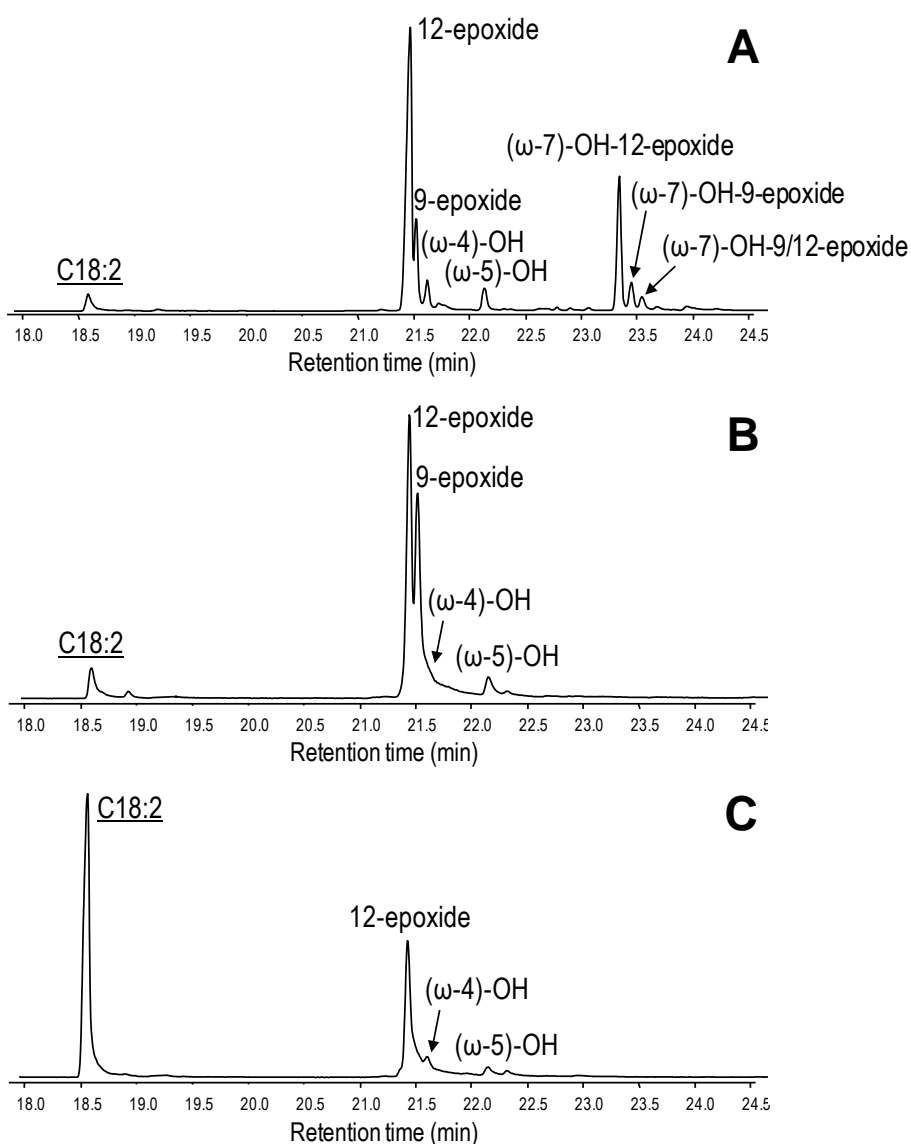 A
12-epoxide
(ω-7)-OH-12-epoxide
9-epoxide
(ω-7)-OH-9-epoxide
(ω-4)-OH
(ω-7)-OH-9/12-epoxide
C18:2
(ω-5)-OH
18.0 18.5 19.0 19.5 20.0 20.5 21.0 21.5 22.0 22.5 23.0 23.5 24.0 24.5
Retention time (min)
B
12-epoxide
9-epoxide
(ω-4)-OH
C18:2
(ω-5)-OH
18.0 18.5 19.0 19.5 20.0 20.5 21.0 21.5 22.0 22.5 23.0 23.5 24.0 24.5
Retention time (min)
C
C18:2
12-epoxide
(ω-4)-OH
(ω-5)-OH
18.0 18.5 19.0 19.5 20.0 20.5 21.0 21.5 22.0 22.5 23.0 23.5 24.0 24.5
Retention time (min)